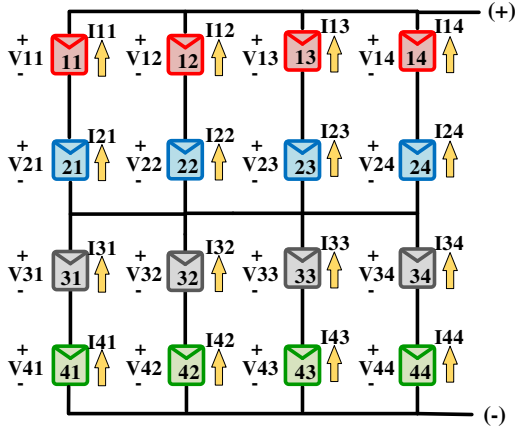 (+)
+ I11 + I12 + I13 + I14
V11 11 V12 12 V13 13 V14 14
- - - -
+ I21 + I22 + I23 + I24
V21 21 V22 22 V23 23 V24 24
- - - -
+ I31 + I32 + I33 + I34
V31 31 V32 32 V33 33 V34 34
- - - -
+ I41 + I42 + I43 + I44
V41 41 V42 42 V43 43 V44 44
- - - -
(-)